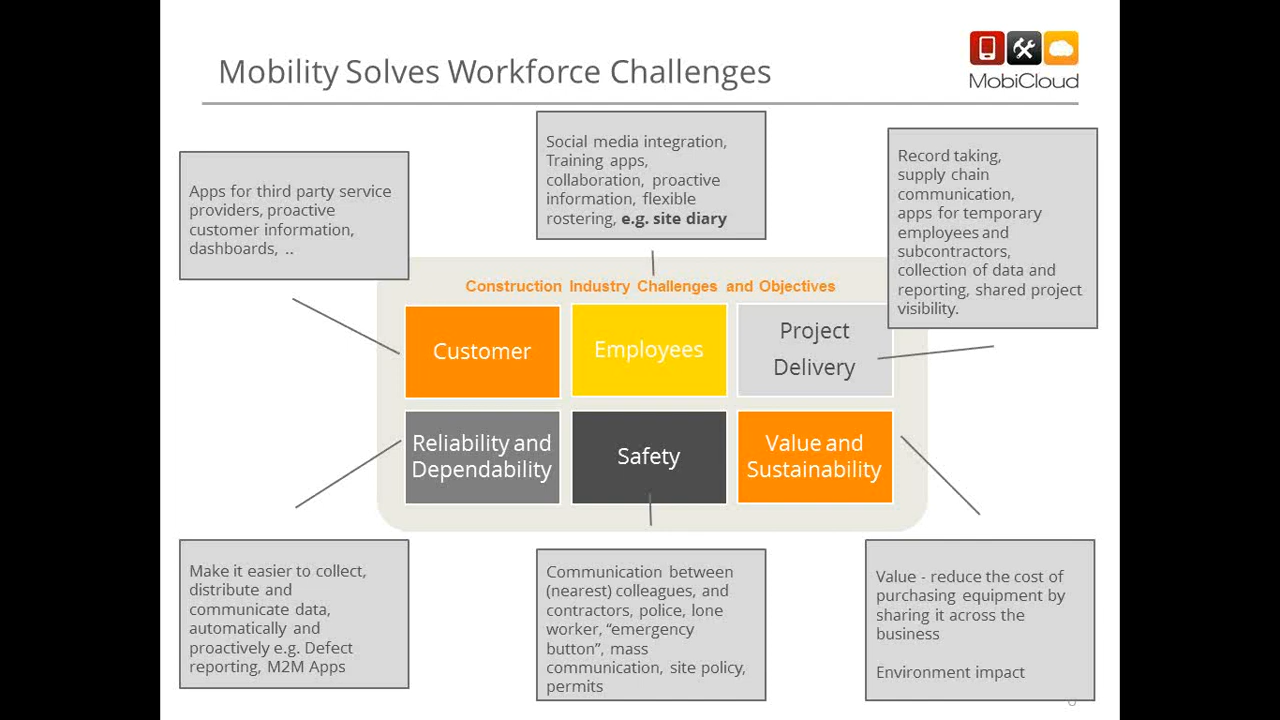 Mobility Solves Workforce Challenges
MobiCloud
Social media integration,
Training apps,
collaboration, proactive
information, flexible
rostering, e.g. site diary
Record taking,
supply chain
communication,
apps for temporary
employees and
subcontractors,
collection of data and
reporting, shared project
visibility.
Apps for third party service
providers, proactive
customer information,
dashboards, ..
Construction Industry Challenges and Objectives
Customer
Employees
Project
Delivery
Reliability and
Dependability
Safety
Value and
Sustainability
Make it easier to collect,
distribute and
communicate data,
automatically and
proactively e.g. Defect
reporting, M2M Apps
Communication between
(nearest) colleagues, and
contractors, police, lone
worker, “emergency
button”, mass
communication, site policy,
permits
Value - reduce the cost of
purchasing equipment by
sharing it across the
business
Environment impact